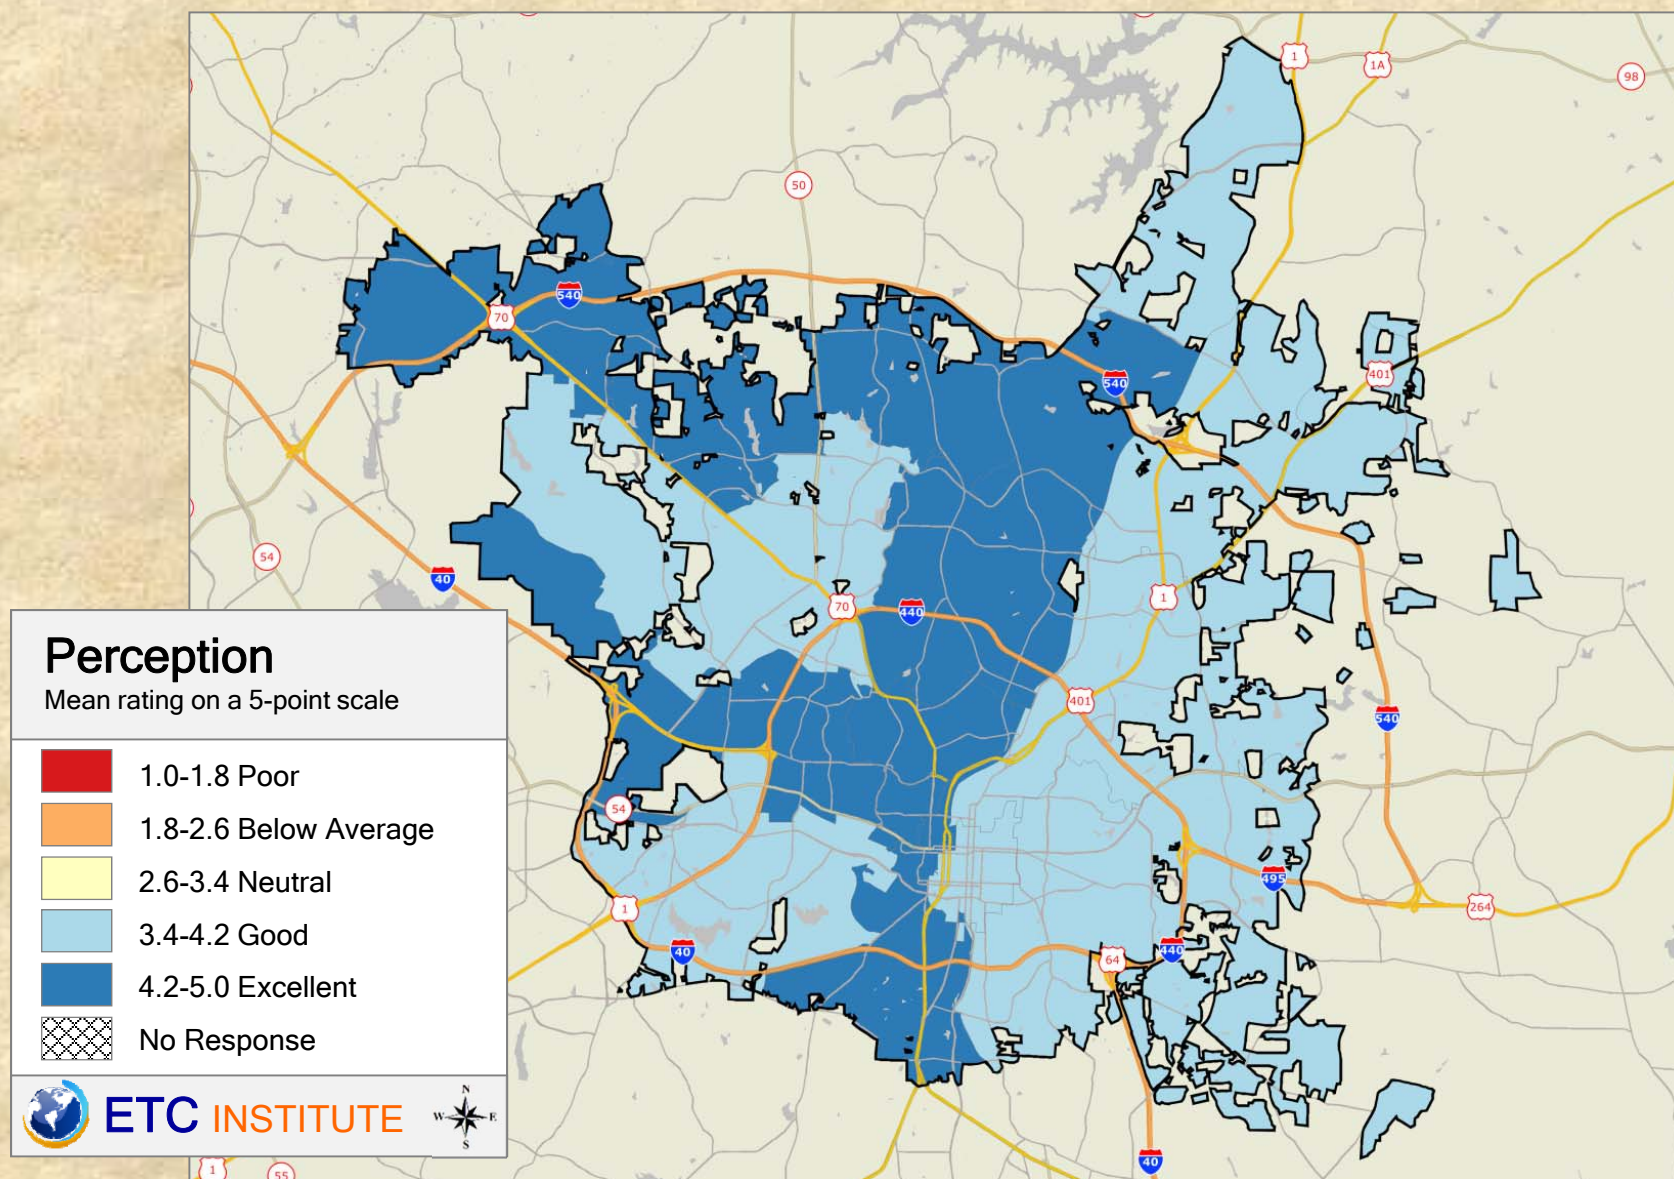 1
1A
98
50
540
70
540
401
54
40
70
440
1
401
540
54
495
1
264
40
440
64
40
1
55
Perception
Mean rating on a 5-point scale
1.0-1.8 Poor
1.8-2.6 Below Average
2.6-3.4 Neutral
3.4-4.2 Good
4.2-5.0 Excellent
No Response
ETC INSTITUTE
N
W E
S